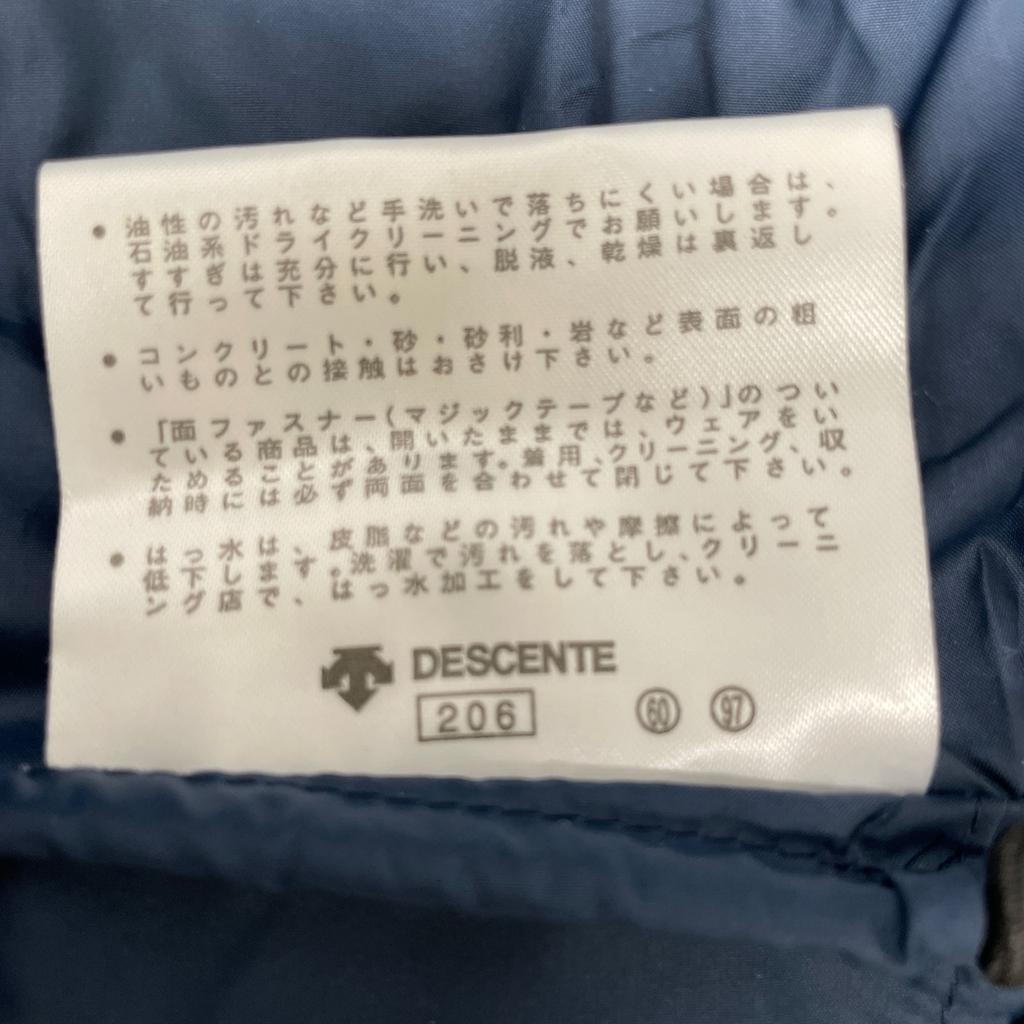 • 油性の汚れなど手洗いで落ちにくい場合は、
石油系ドライクリーニングでお願いします。
すすぎは充分に行い、脱液、乾燥は裏返し
て行って下さい。
• コンクリート・砂・砂利・岩など表面の粗
いものとの接触はおさけ下さい。
• 「面ファスナー(マジックテープなど)」のつい
ている商品は、開いたままでは、ウェアをい
ためることがあります。着用、クリーニング、収
納時には必ず両面を合わせて閉じて下さい。
• はっ水は、皮脂などの汚れや摩擦によって
低下します。洗濯で汚れを落とし、クリーニ
ング店で、はっ水加工をして下さい。
DESCENTE
206 60 97